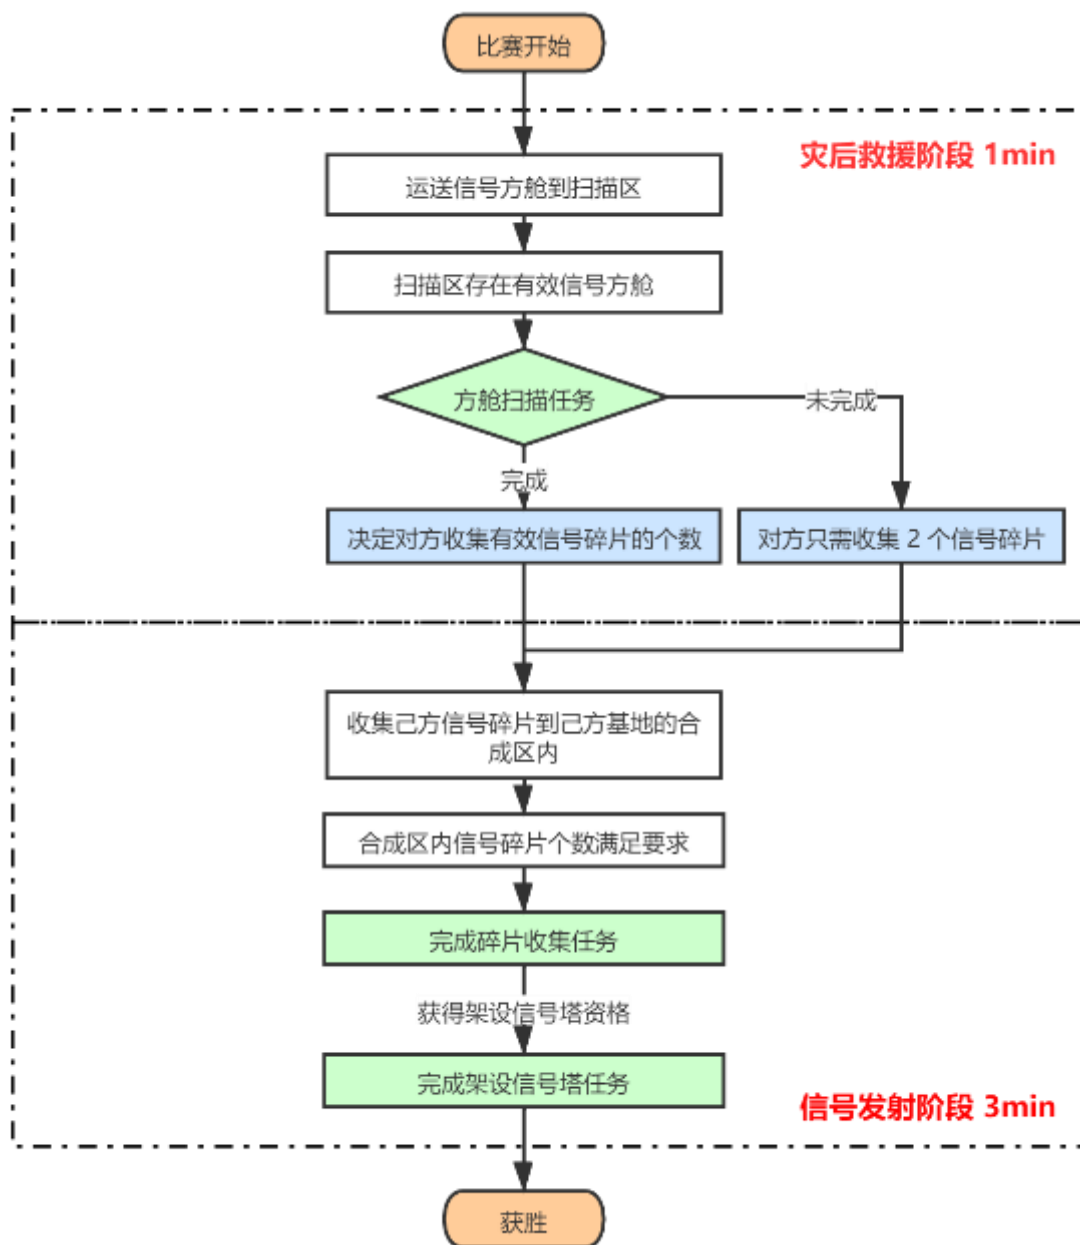 比赛开始
灾后救援阶段 1min
运送信号方舱到扫描区
扫描区存在有效信号方舱
方舱扫描任务
未完成
完成
决定对方收集有效信号碎片的个数
对方只需收集 2 个信号碎片
收集己方信号碎片到己方基地的合
成区内
合成区内信号碎片个数满足要求
完成碎片收集任务
获得架设信号塔资格
完成架设信号塔任务
信号发射阶段 3min
获胜